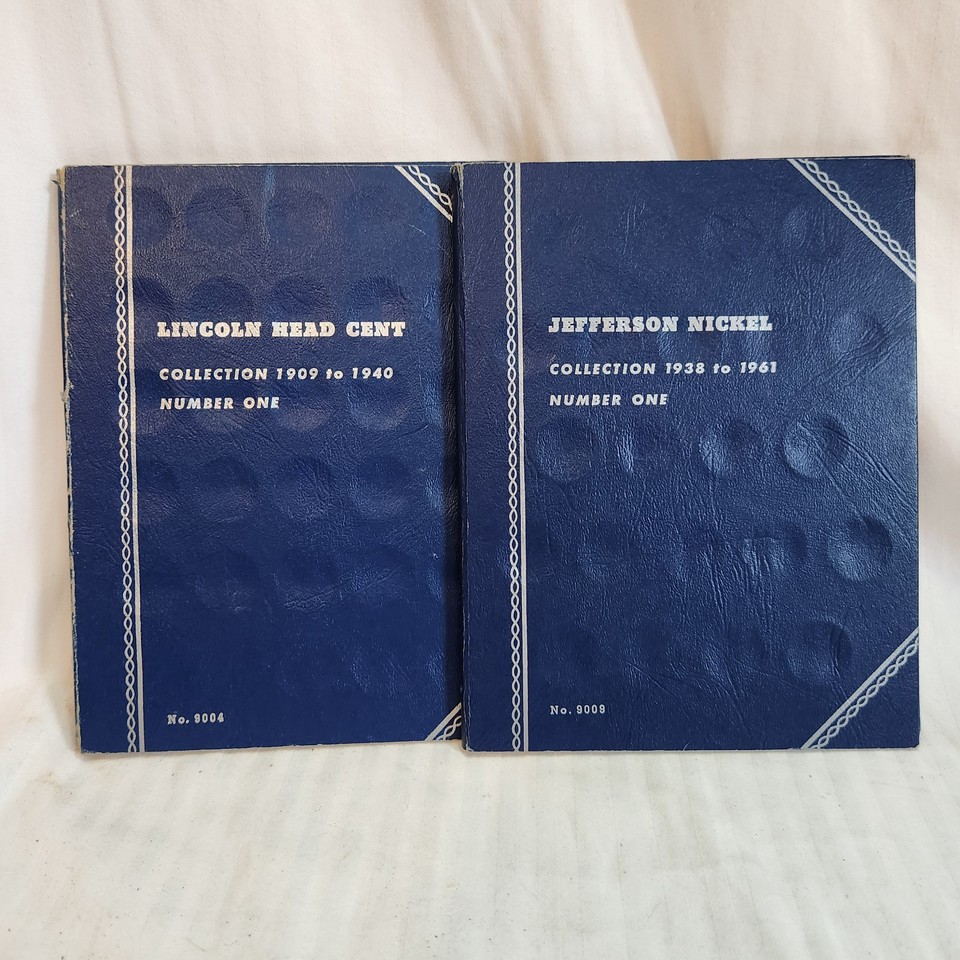 LINCOLN HEAD CENT
COLLECTION 1909 to 1940
NUMBER ONE
No. 9004
JEFFERSON NICKEL
COLLECTION 1938 to 1961
NUMBER ONE
No. 9009